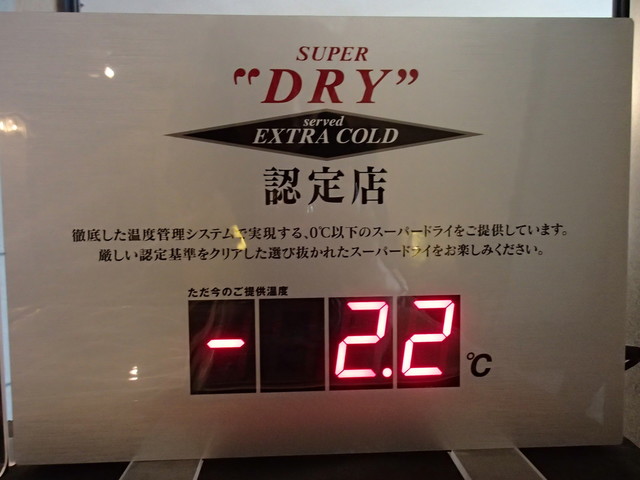 SUPER
"DRY"
served
EXTRA COLD
認定店
徹底した温度管理システムで実現する、0℃以下のスーパードライをご提供しています。
厳しい認定基準をクリアした選び抜かれたスーパードライをお楽しみください。
ただ今のご提供温度
-2.2℃